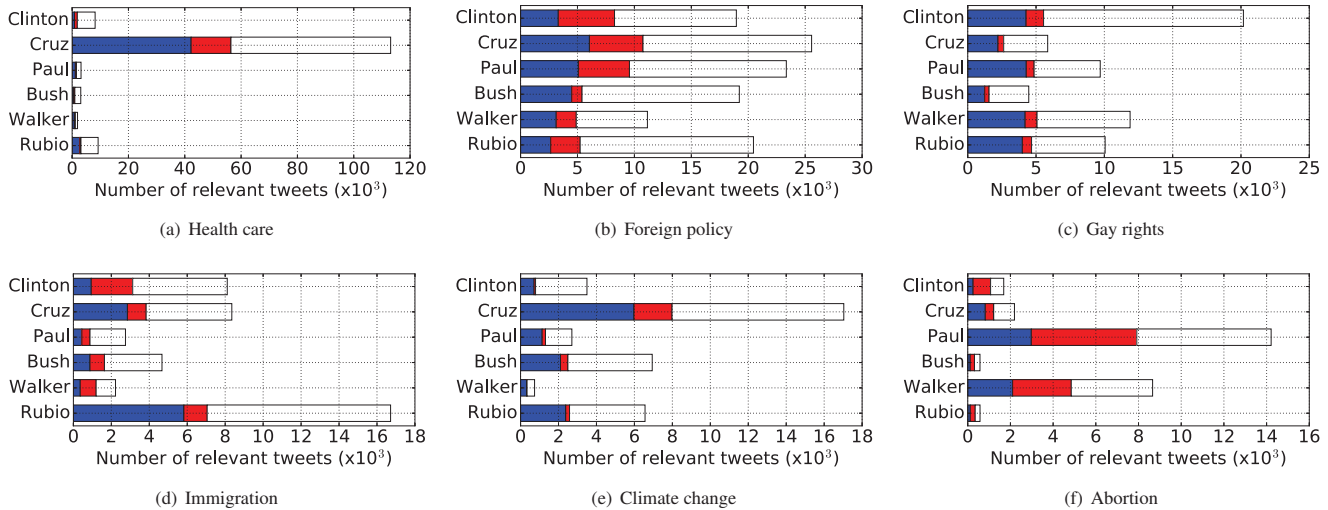 Clinton
Cruz
Paul
Bush
Walker
Rubio
0 20 40 60 80 100 120
Number of relevant tweets (x10³)
(a) Health care
Clinton
Cruz
Paul
Bush
Walker
Rubio
0 5 10 15 20 25 30
Number of relevant tweets (x10³)
(b) Foreign policy
Clinton
Cruz
Paul
Bush
Walker
Rubio
0 5 10 15 20 25
Number of relevant tweets (x10³)
(c) Gay rights
Clinton
Cruz
Paul
Bush
Walker
Rubio
0 2 4 6 8 10 12 14 16 18
Number of relevant tweets (x10³)
(d) Immigration
Clinton
Cruz
Paul
Bush
Walker
Rubio
0 2 4 6 8 10 12 14 16 18
Number of relevant tweets (x10³)
(e) Climate change
Clinton
Cruz
Paul
Bush
Walker
Rubio
0 2 4 6 8 10 12 14 16
Number of relevant tweets (x10³)
(f) Abortion